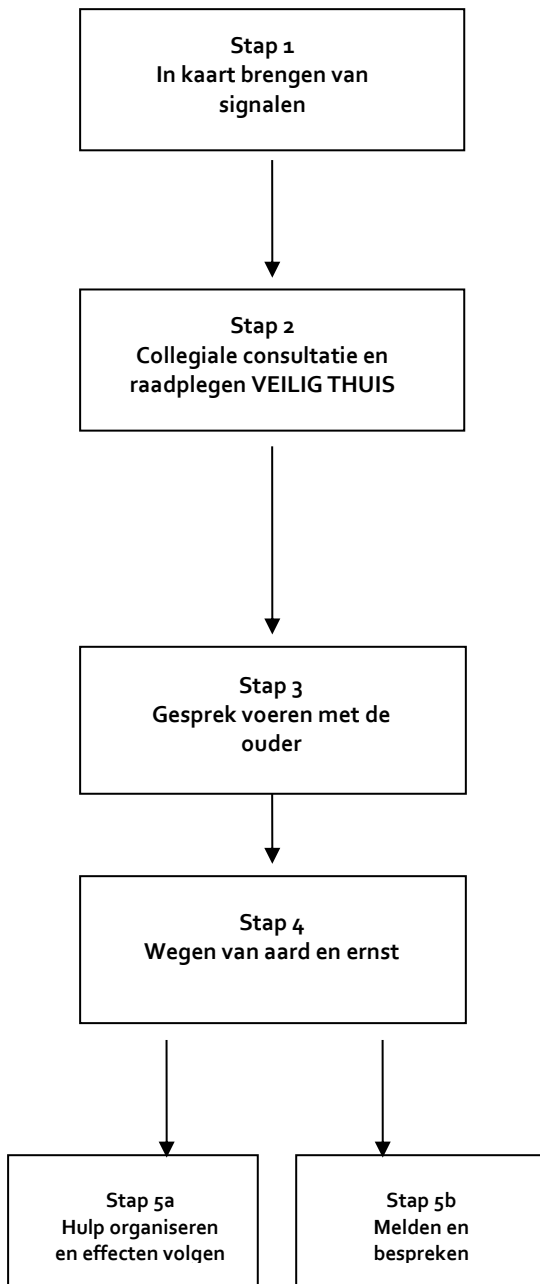 Stap 1
In kaart brengen van
signalen
Stap 2
Collegiale consultatie en
raadplegen VEILIG THUIS
Stap 3
Gesprek voeren met de
ouder
Stap 4
Wegen van aard en ernst
Stap 5a
Hulp organiseren
en effecten volgen
Stap 5b
Melden en
bespreken